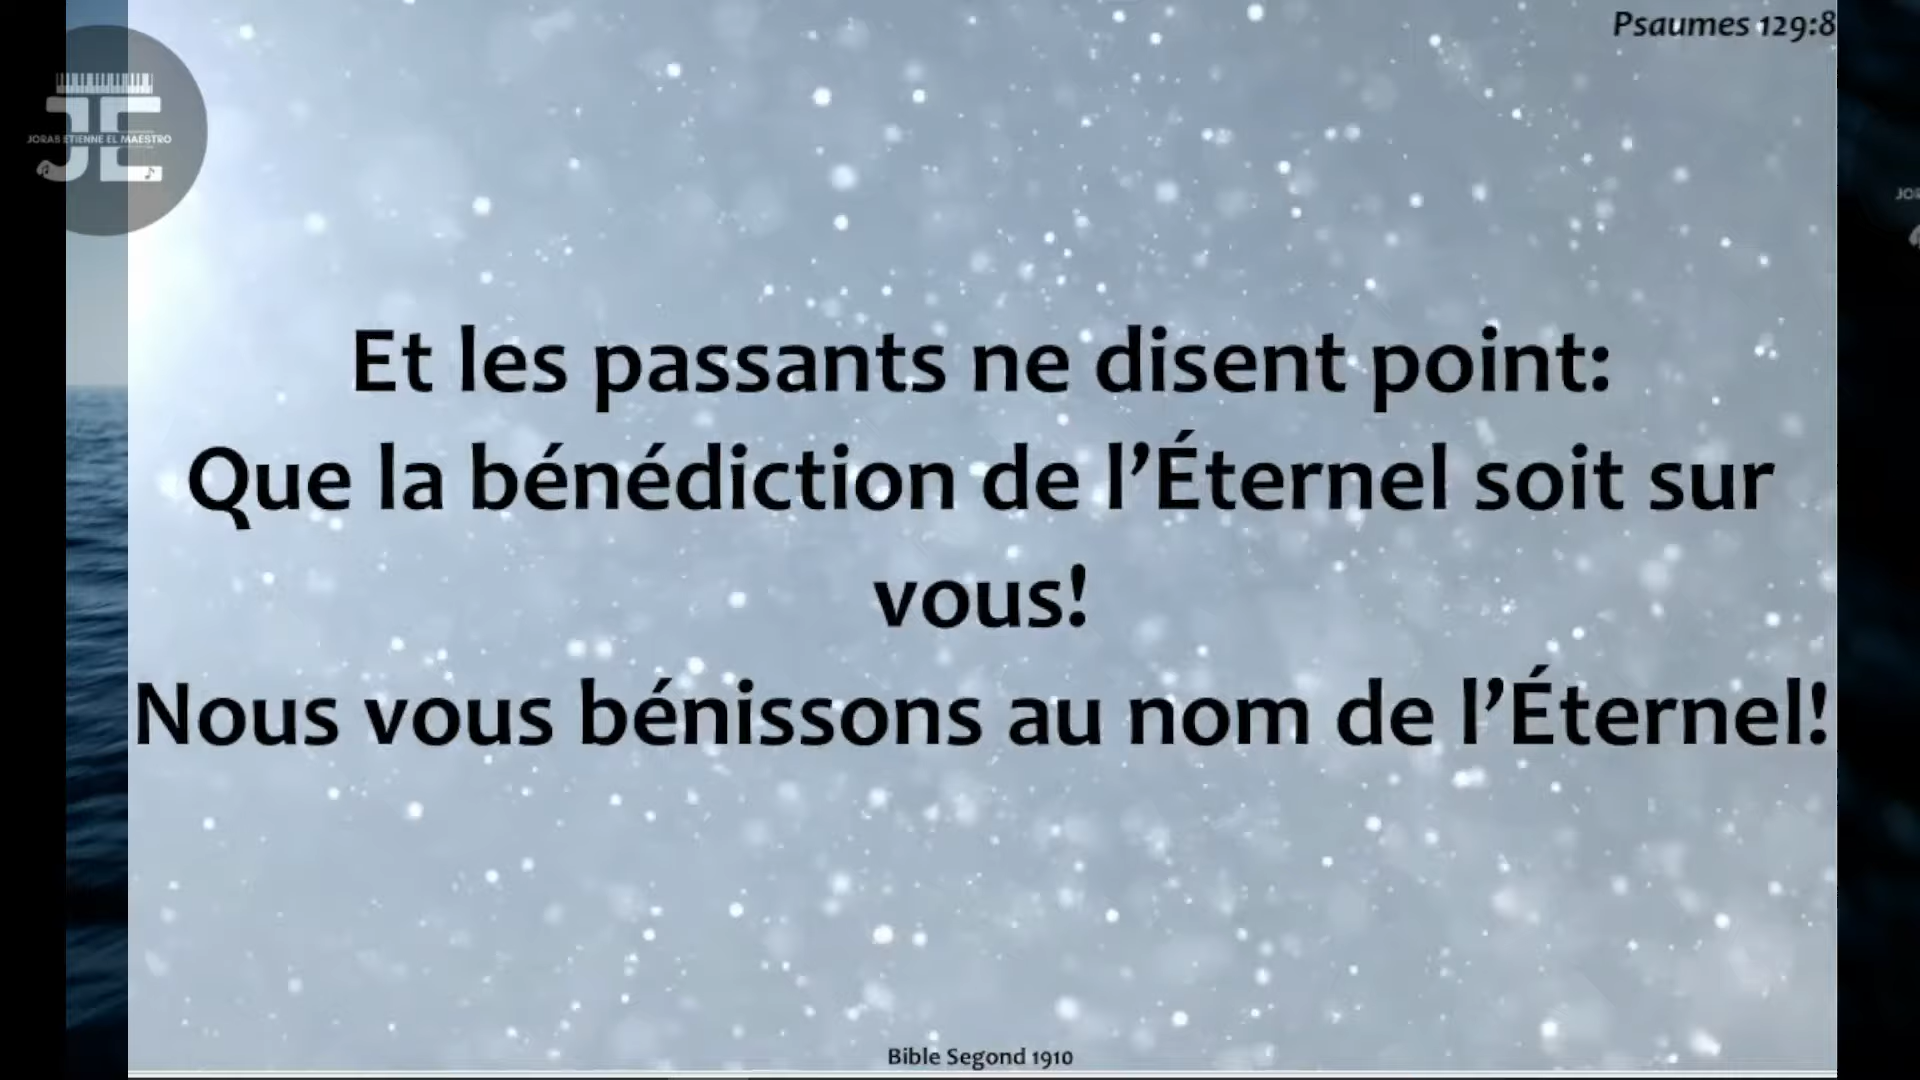 Psaumes 129:8
JE
JORAS ETIENNE EL MAESTRO
Et les passants ne disent point:
Que la bénédiction de l’Éternel soit sur
vous!
Nous vous bénissons au nom de l’Éternel!
Bible Segond 1910